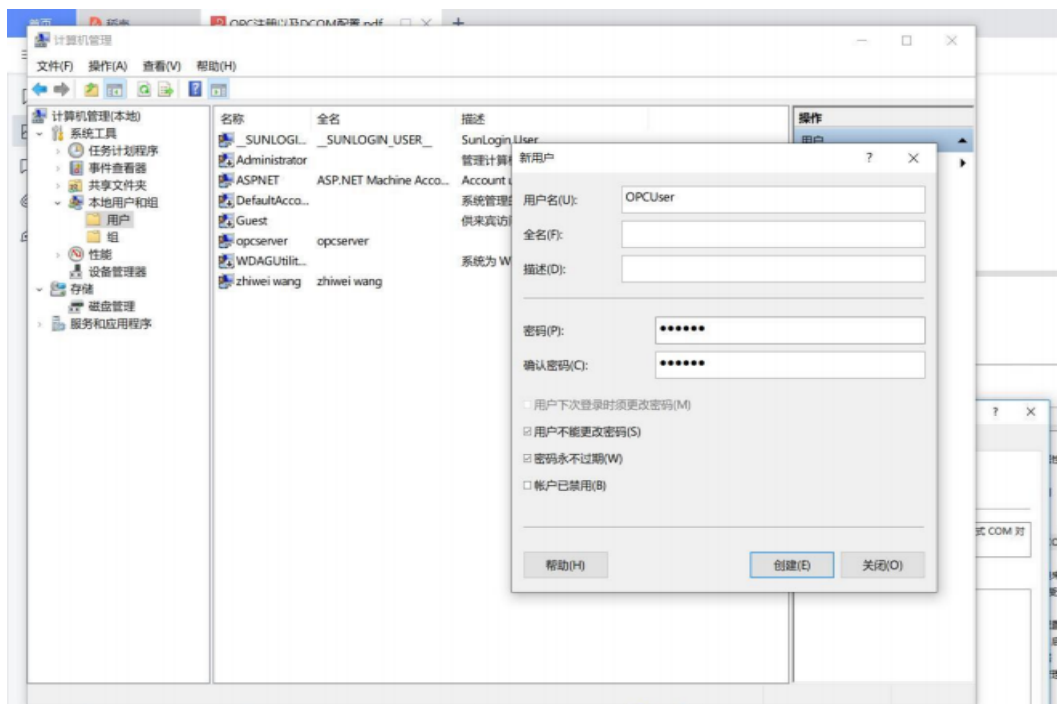 首页
稻壳
OPC注册以及DCOM配置.pdf
计算机管理
文件(F) 操作(A) 查看(V) 帮助(H)
计算机管理(本地)
系统工具
任务计划程序
事件查看器
共享文件夹
本地用户和组
用户
组
性能
设备管理器
存储
磁盘管理
服务和应用程序
名称 全名 描述
__SUNLOGI... __SUNLOGIN_USER__ SunLogin User
Administrator 管理计算机
ASPNET ASP.NET Machine Acco... Account
DefaultAcco... 系统管理
Guest 供来宾访
opcserver opcserver
WDAGUtilit... 系统为 W
zhiwei wang zhiwei wang
操作
用户
新用户
用户名(U): OPCUser
全名(F):
描述(D):
密码(P): ●●●●●●
确认密码(C): ●●●●●●
用户下次登录时须更改密码(M)
用户不能更改密码(S)
密码永不过期(W)
帐户已禁用(B)
帮助(H) 创建(E) 关闭(O)
式 COM 对